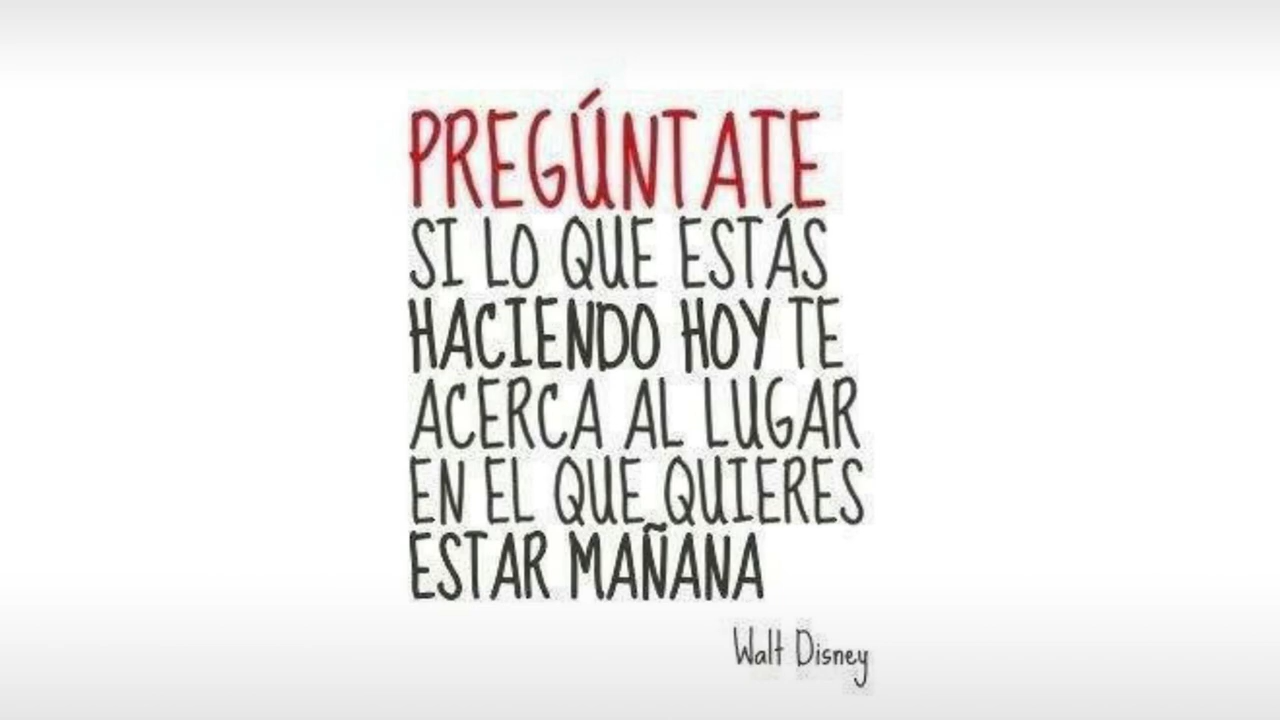 PREGÚNTATE
SI LO QUE ESTÁS
HACIENDO HOY TE
ACERCA AL LUGAR
EN EL QUE QUIERES
ESTAR MAÑANA
Walt Disney